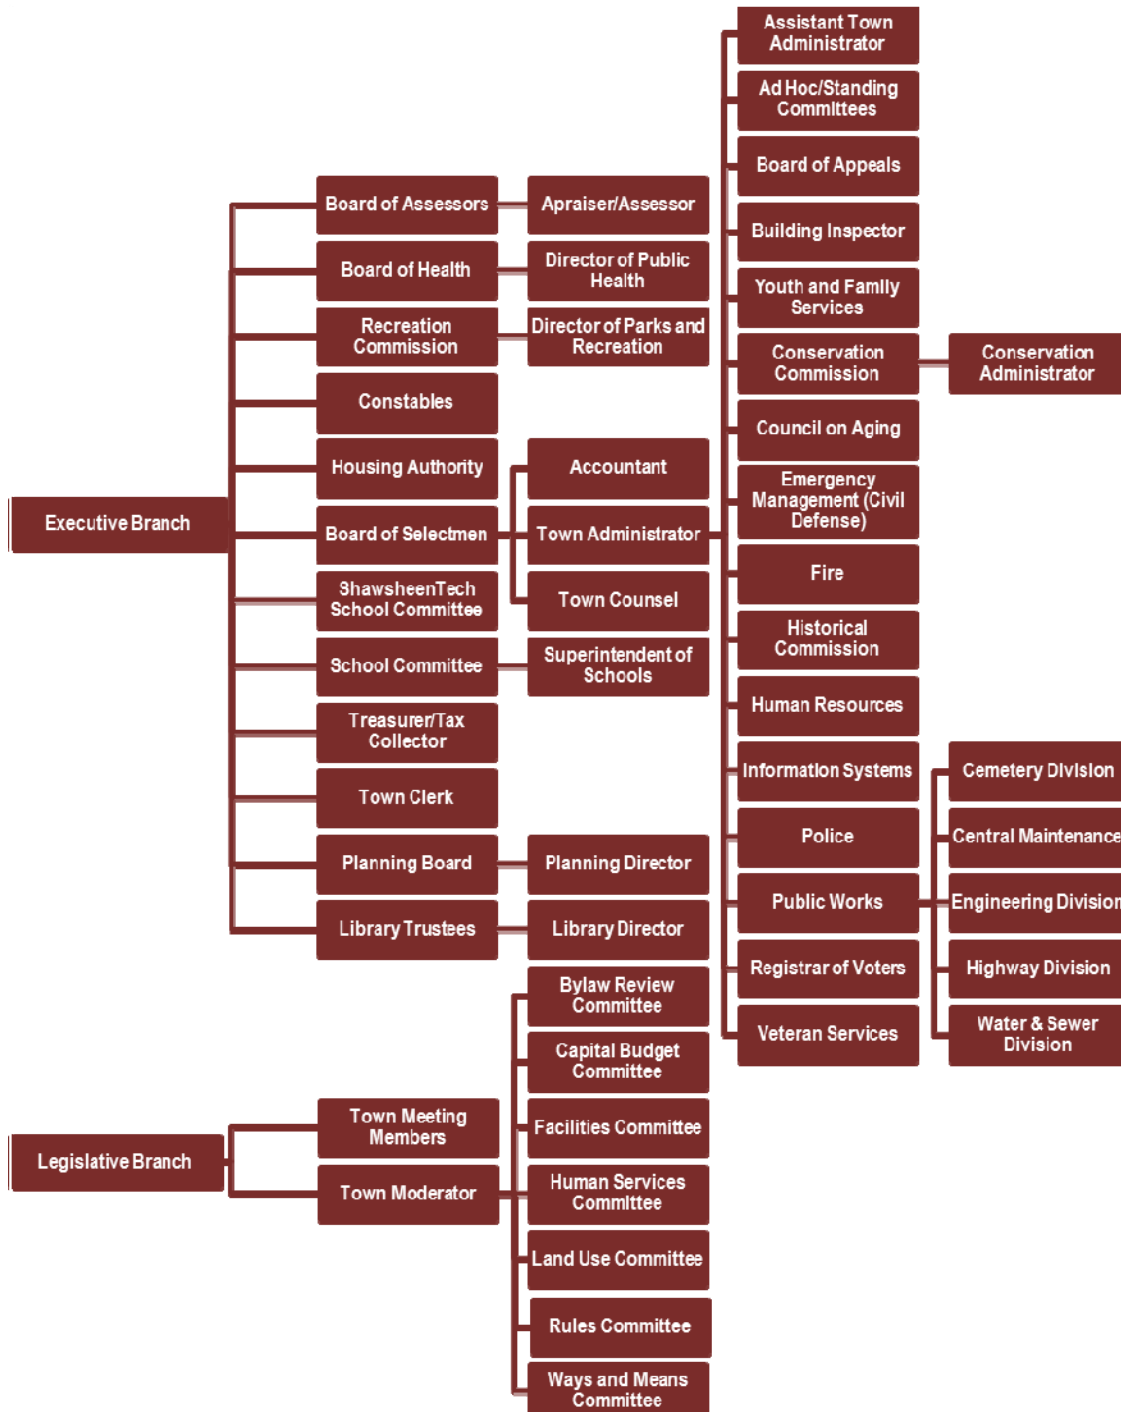 Assistant Town
Administrator
Ad Hoc/Standing
Committees
Board of Appeals
Building Inspector
Youth and Family
Services
Conservation
Commission
Conservation
Administrator
Council on Aging
Emergency
Management (Civil
Defense)
Fire
Historical
Commission
Human Resources
Information Systems
Police
Public Works
Registrar of Voters
Veteran Services
Cemetery Division
Central Maintenance
Engineering Division
Highway Division
Water & Sewer
Division
Executive Branch
Board of Assessors
Apraiser/Assessor
Board of Health
Director of Public
Health
Recreation
Commission
Director of Parks and
Recreation
Constables
Housing Authority
Board of Selectmen
Accountant
Town Administrator
Town Counsel
ShawsheenTech
School Committee
School Committee
Superintendent of
Schools
Treasurer/Tax
Collector
Town Clerk
Planning Board
Planning Director
Library Trustees
Library Director
Legislative Branch
Town Meeting
Members
Town Moderator
Bylaw Review
Committee
Capital Budget
Committee
Facilities Committee
Human Services
Committee
Land Use Committee
Rules Committee
Ways and Means
Committee